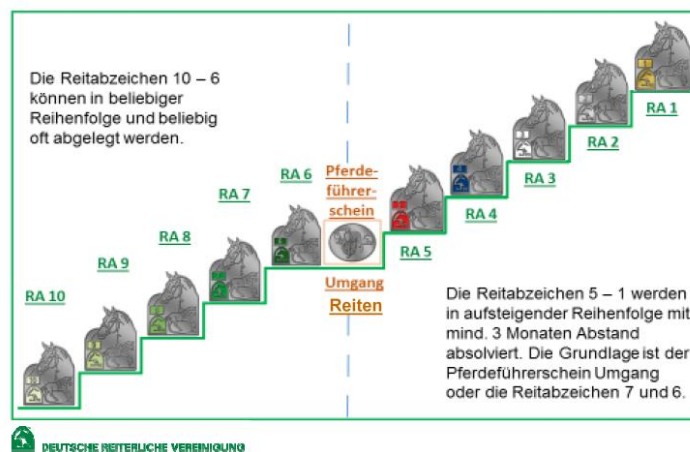 Die Reitabzeichen 10 – 6
können in beliebiger
Reihenfolge und beliebig
oft abgelegt werden.
RA 10
RA 9
RA 8
RA 7
RA 6
Pferde-
führer-
schein
Umgang
Reiten
RA 5
RA 4
RA 3
RA 2
RA 1
Die Reitabzeichen 5 – 1 werden
in aufsteigender Reihenfolge mit
mind. 3 Monaten Abstand
absolviert. Die Grundlage ist der
Pferdeführerschein Umgang
oder die Reitabzeichen 7 und 6.
DEUTSCHE REITERLICHE VEREINIGUNG